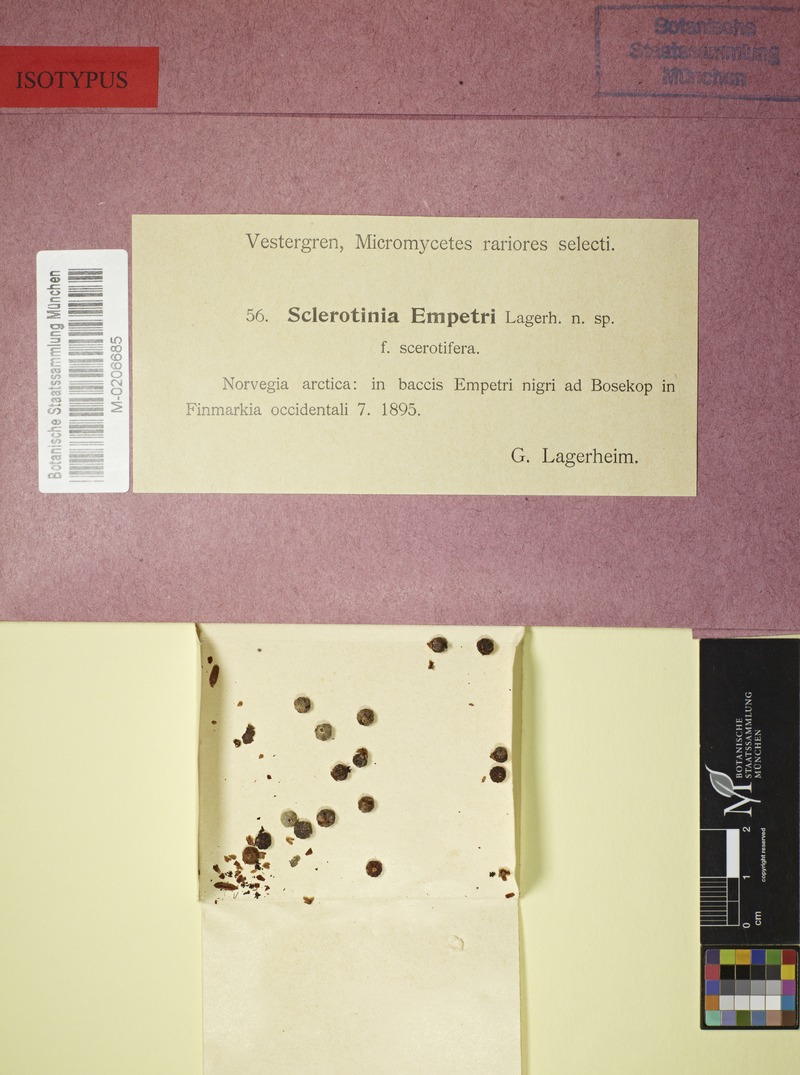 ISOTYPUS
Botanische
Staatssammlung
München
Vestergren, Micromycetes rariores selecti.
56. Sclerotinia Empetri Lagerh. n. sp.
f. scerotifera.
Norvegia arctica: in baccis Empetri nigri ad Bosekop in
Finmarkia occidentali 7. 1895.
G. Lagerheim.
Botanische Staatssammlung München
M-0206685
BOTANISCHE
STAATSSAMMLUNG
MÜNCHEN
0 1 2
cm
copyright reserved